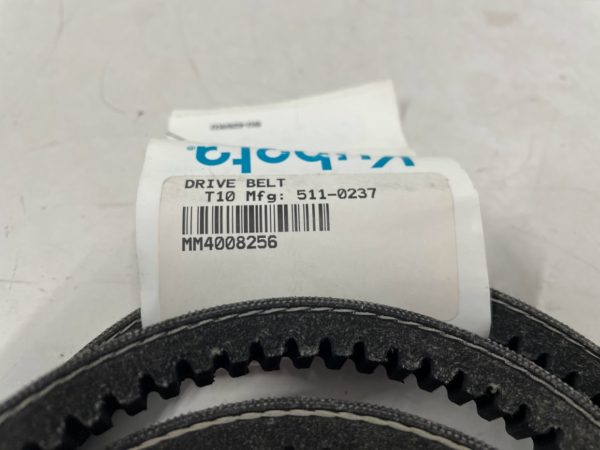 Kubota
DRIVE BELT
T10 Mfg: 511-0237
MM4008256